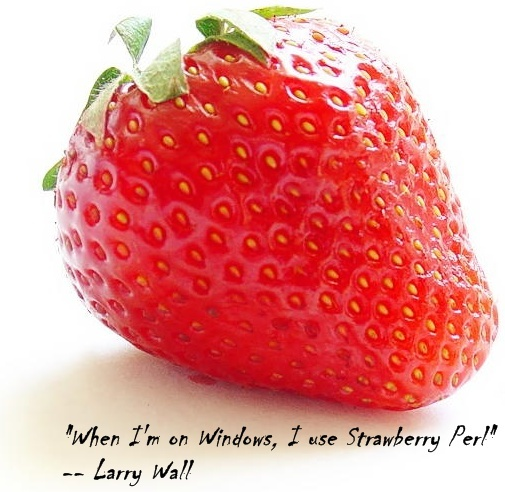 "When I'm on Windows, I use Strawberry Perl"
-- Larry Wall